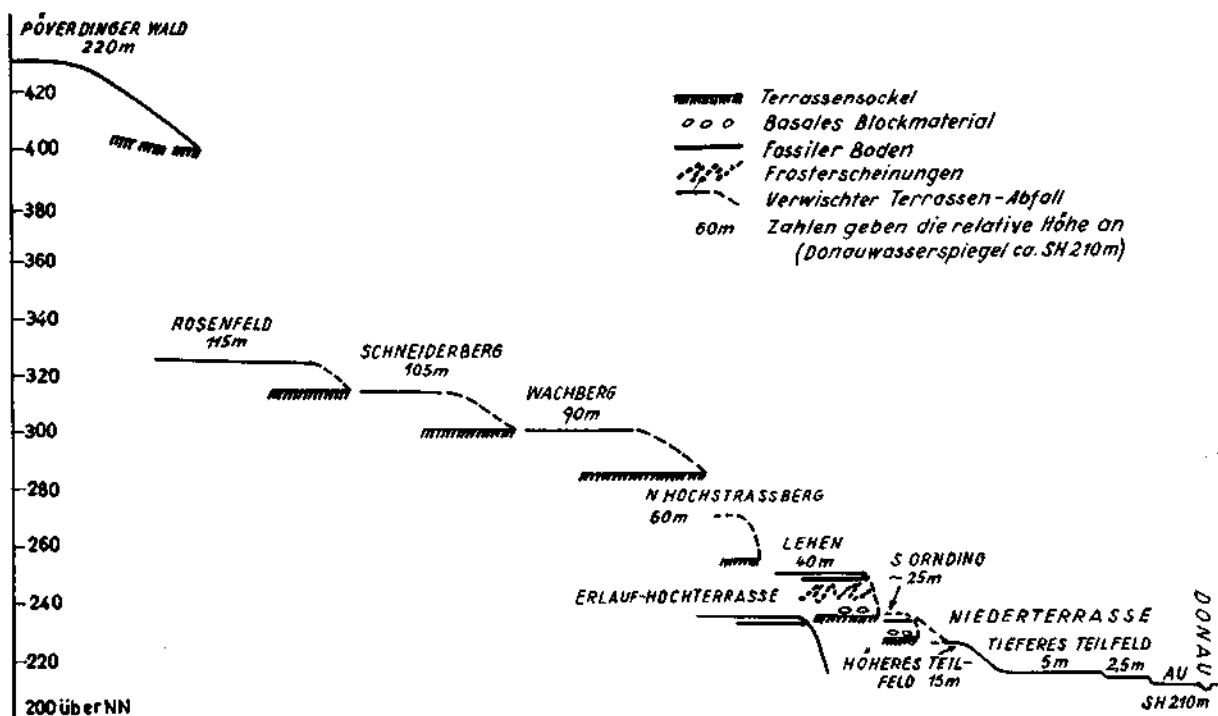 PÖVERDINGER WALD
220m
420
400
380
360
340
320
300
280
260
240
220
200 über NN
Terrassensockel
Basales Blockmaterial
Fossiler Boden
Frosterscheinungen
Verwischter Terrassen-Abfall
60m Zahlen geben die relative Höhe an
(Donauwasserspiegel ca. SH 210m)
ROSENFELD
115m
SCHNEIDERBERG
105m
WACHBERG
90m
N HOCHSTRASSBERG
60m
LEHEN
40m
S ORNDING
~25m
ERLAUF-HOCHTERRASSE
NIEDERTERRASSE
TIEFERES TEILFELD
5m 2,5m
HÖHERES TEIL-
FELD 15m
AU
SH 210m
DONAU